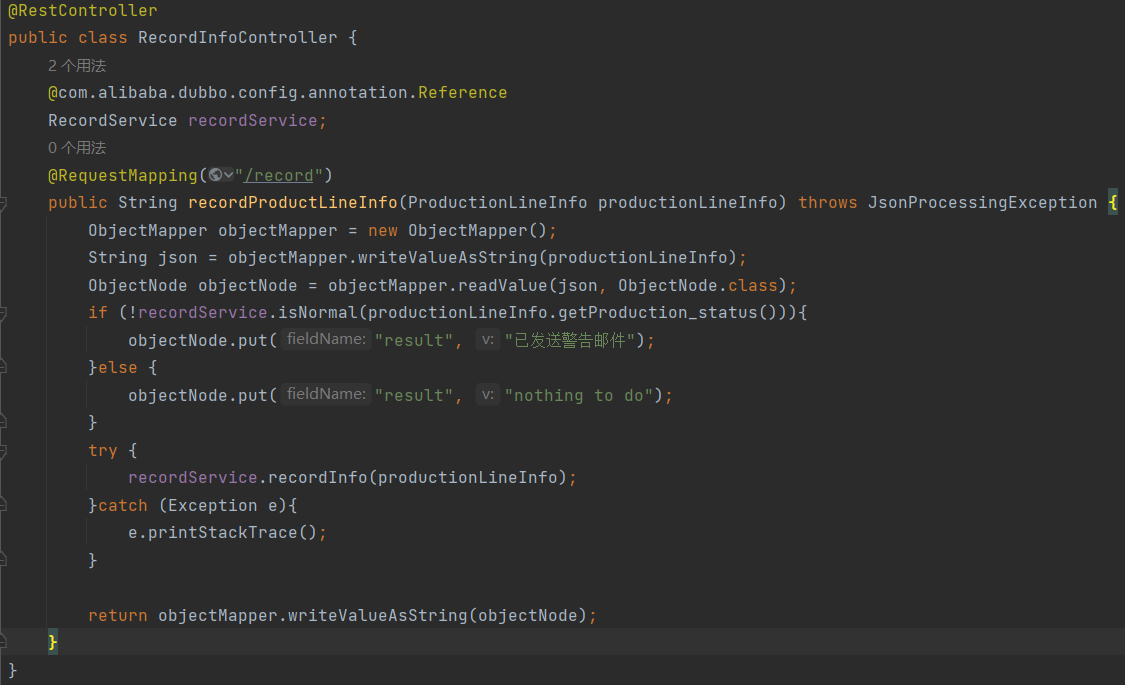 @RestController
public class RecordInfoController {
2 个用法
@com.alibaba.dubbo.config.annotation.Reference
RecordService recordService;
0 个用法
@RequestMapping("/record")
public String recordProductLineInfo(ProductionLineInfo productionLineInfo) throws JsonProcessingException {
ObjectMapper objectMapper = new ObjectMapper();
String json = objectMapper.writeValueAsString(productionLineInfo);
ObjectNode objectNode = objectMapper.readValue(json, ObjectNode.class);
if (!recordService.isNormal(productionLineInfo.getProduction_status())){
objectNode.put( fieldName: "result", v: "已发送警告邮件");
}else {
objectNode.put( fieldName: "result", v: "nothing to do");
}
try {
recordService.recordInfo(productionLineInfo);
}catch (Exception e){
e.printStackTrace();
}
return objectMapper.writeValueAsString(objectNode);
}
}